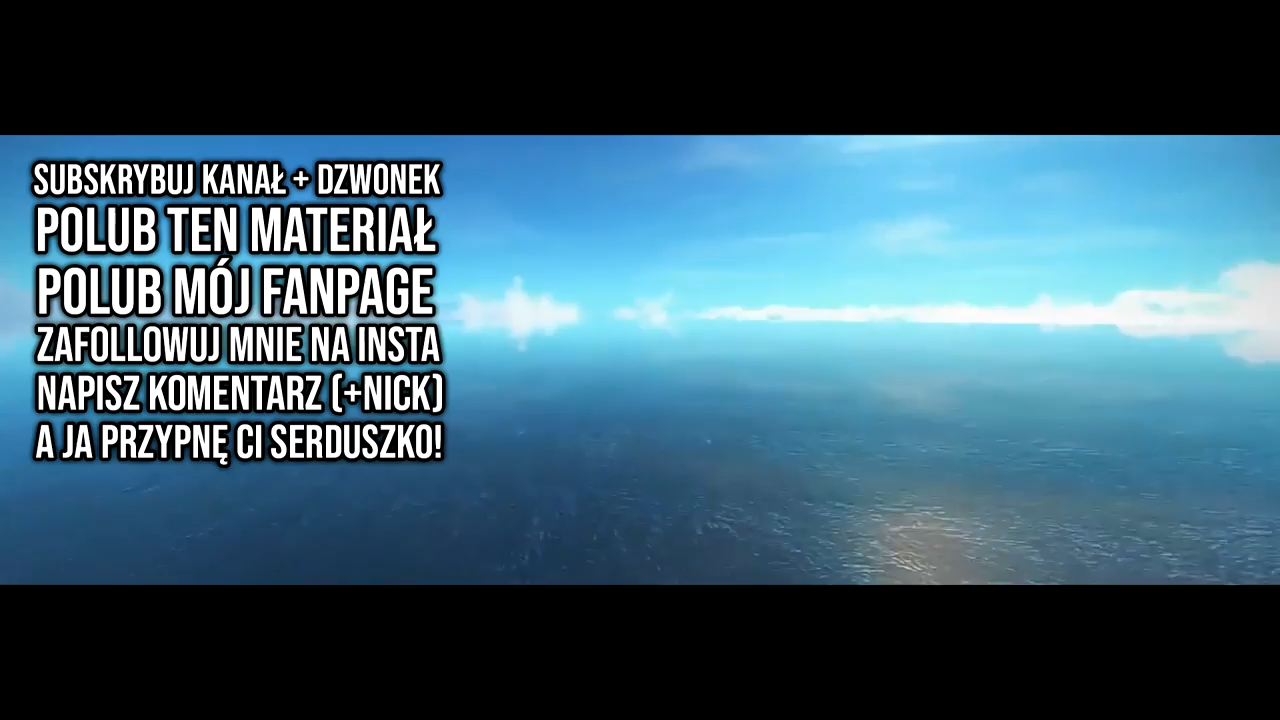 SUBSKRYBUJ KANAŁ + DZWONEK
POLUB TEN MATERIAŁ
POLUB MÓJ FANPAGE
ZAFOLLOWUJ MNIE NA INSTA
NAPISZ KOMENTARZ (+NICK)
A JA PRZYPNĘ CI SERDUSZKO!